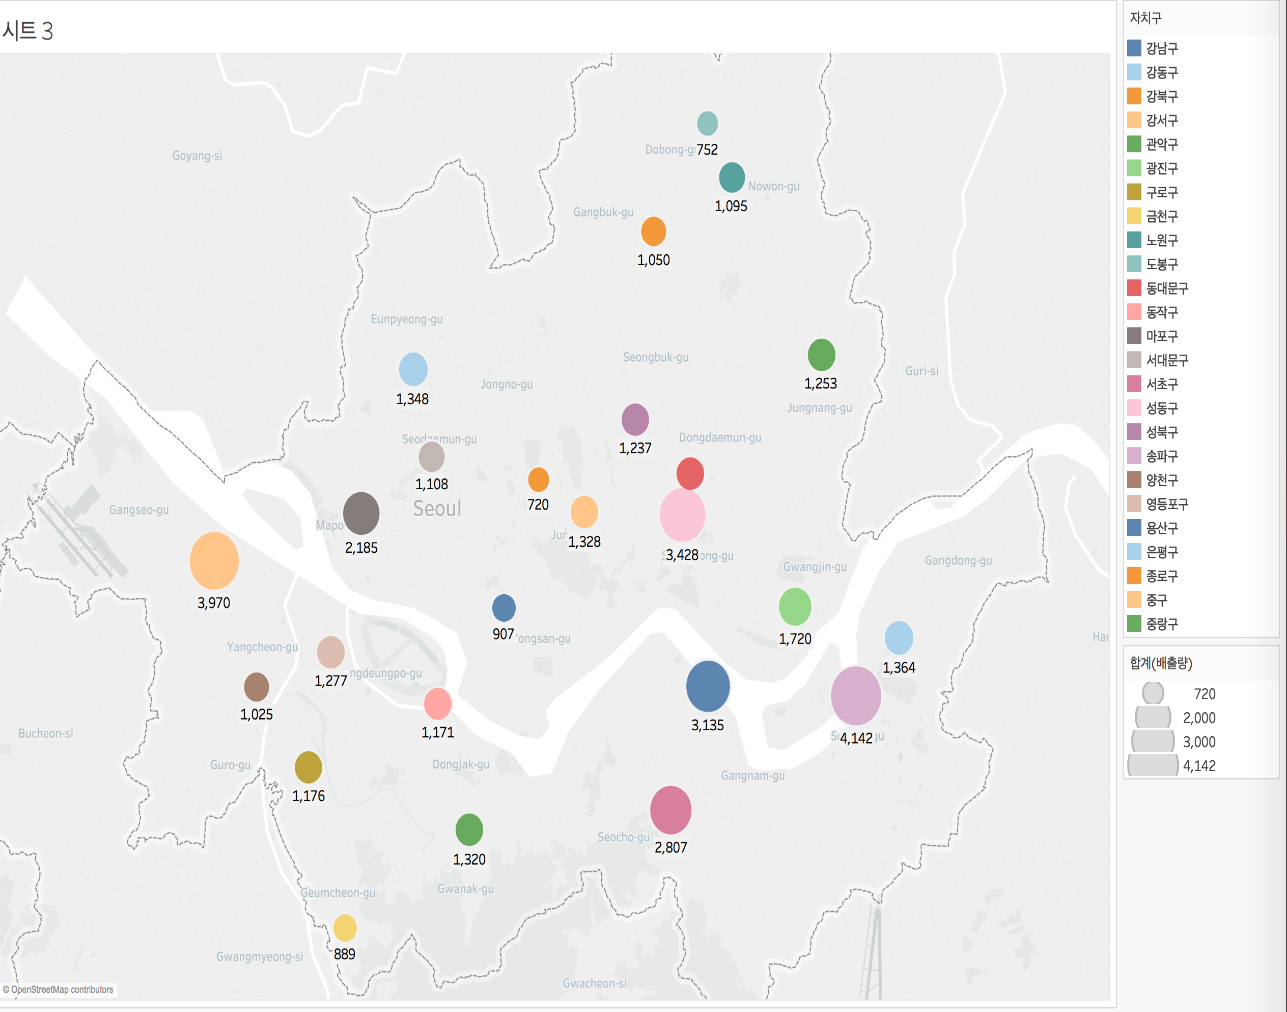 시트 3
Goyang-si
Dobong-g
752
Nowon-gu
1,095
Gangbuk-gu
1,050
Eunpyeong-gu
1,348
Jongno-gu
Seongbuk-gu
1,253
Guri-si
Jungnang-gu
1,237
Dongdaemun-gu
1,108
Seoul
720
Gangseo-gu
Mapo
2,185
1,328
3,428
ong-gu
Gwangjin-gu
Gangdong-gu
3,970
907
ongsan-gu
1,720
1,364
Yangcheon-gu
1,277
ngdeungpo-gu
1,025
1,171
3,135
4,142
Bucheon-si
Guro-gu
Dongjak-gu
Gangnam-gu
1,176
1,320
Seocho-gu
2,807
Geumcheon-gu
Gwanak-gu
889
Gwangmyeong-si
Gwacheon-si
© OpenStreetMap contributors
자치구
강남구
강동구
강북구
강서구
관악구
광진구
구로구
금천구
노원구
도봉구
동대문구
동작구
마포구
서대문구
서초구
성동구
성북구
송파구
양천구
영등포구
용산구
은평구
종로구
중구
중랑구
합계(배출량)
720
2,000
3,000
4,142